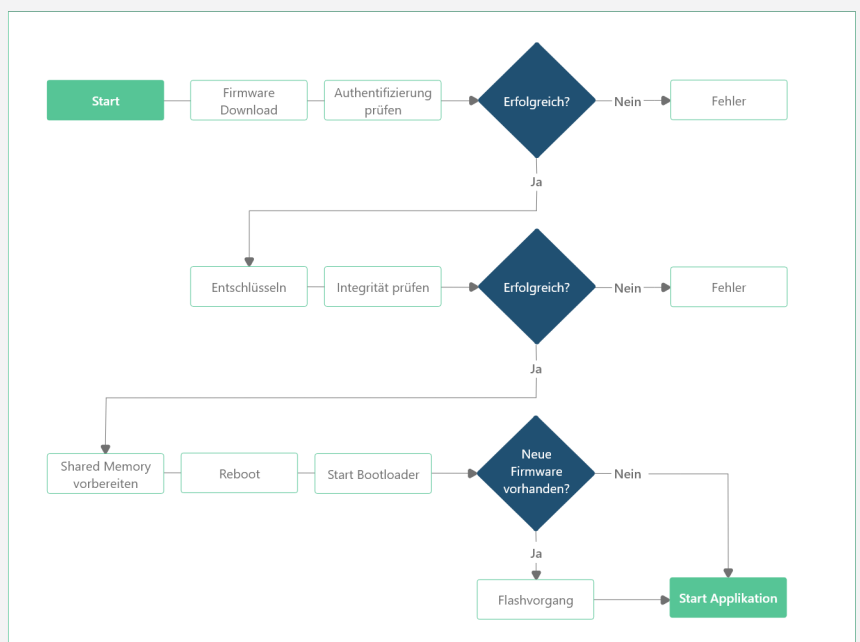 Start
Firmware
Download
Authentifizierung
prüfen
Erfolgreich?
Nein
Fehler
Ja
Entschlüsseln
Integrität prüfen
Erfolgreich?
Nein
Fehler
Ja
Shared Memory
vorbereiten
Reboot
Start Bootloader
Neue
Firmware
vorhanden?
Nein
Ja
Flashvorgang
Start Applikation